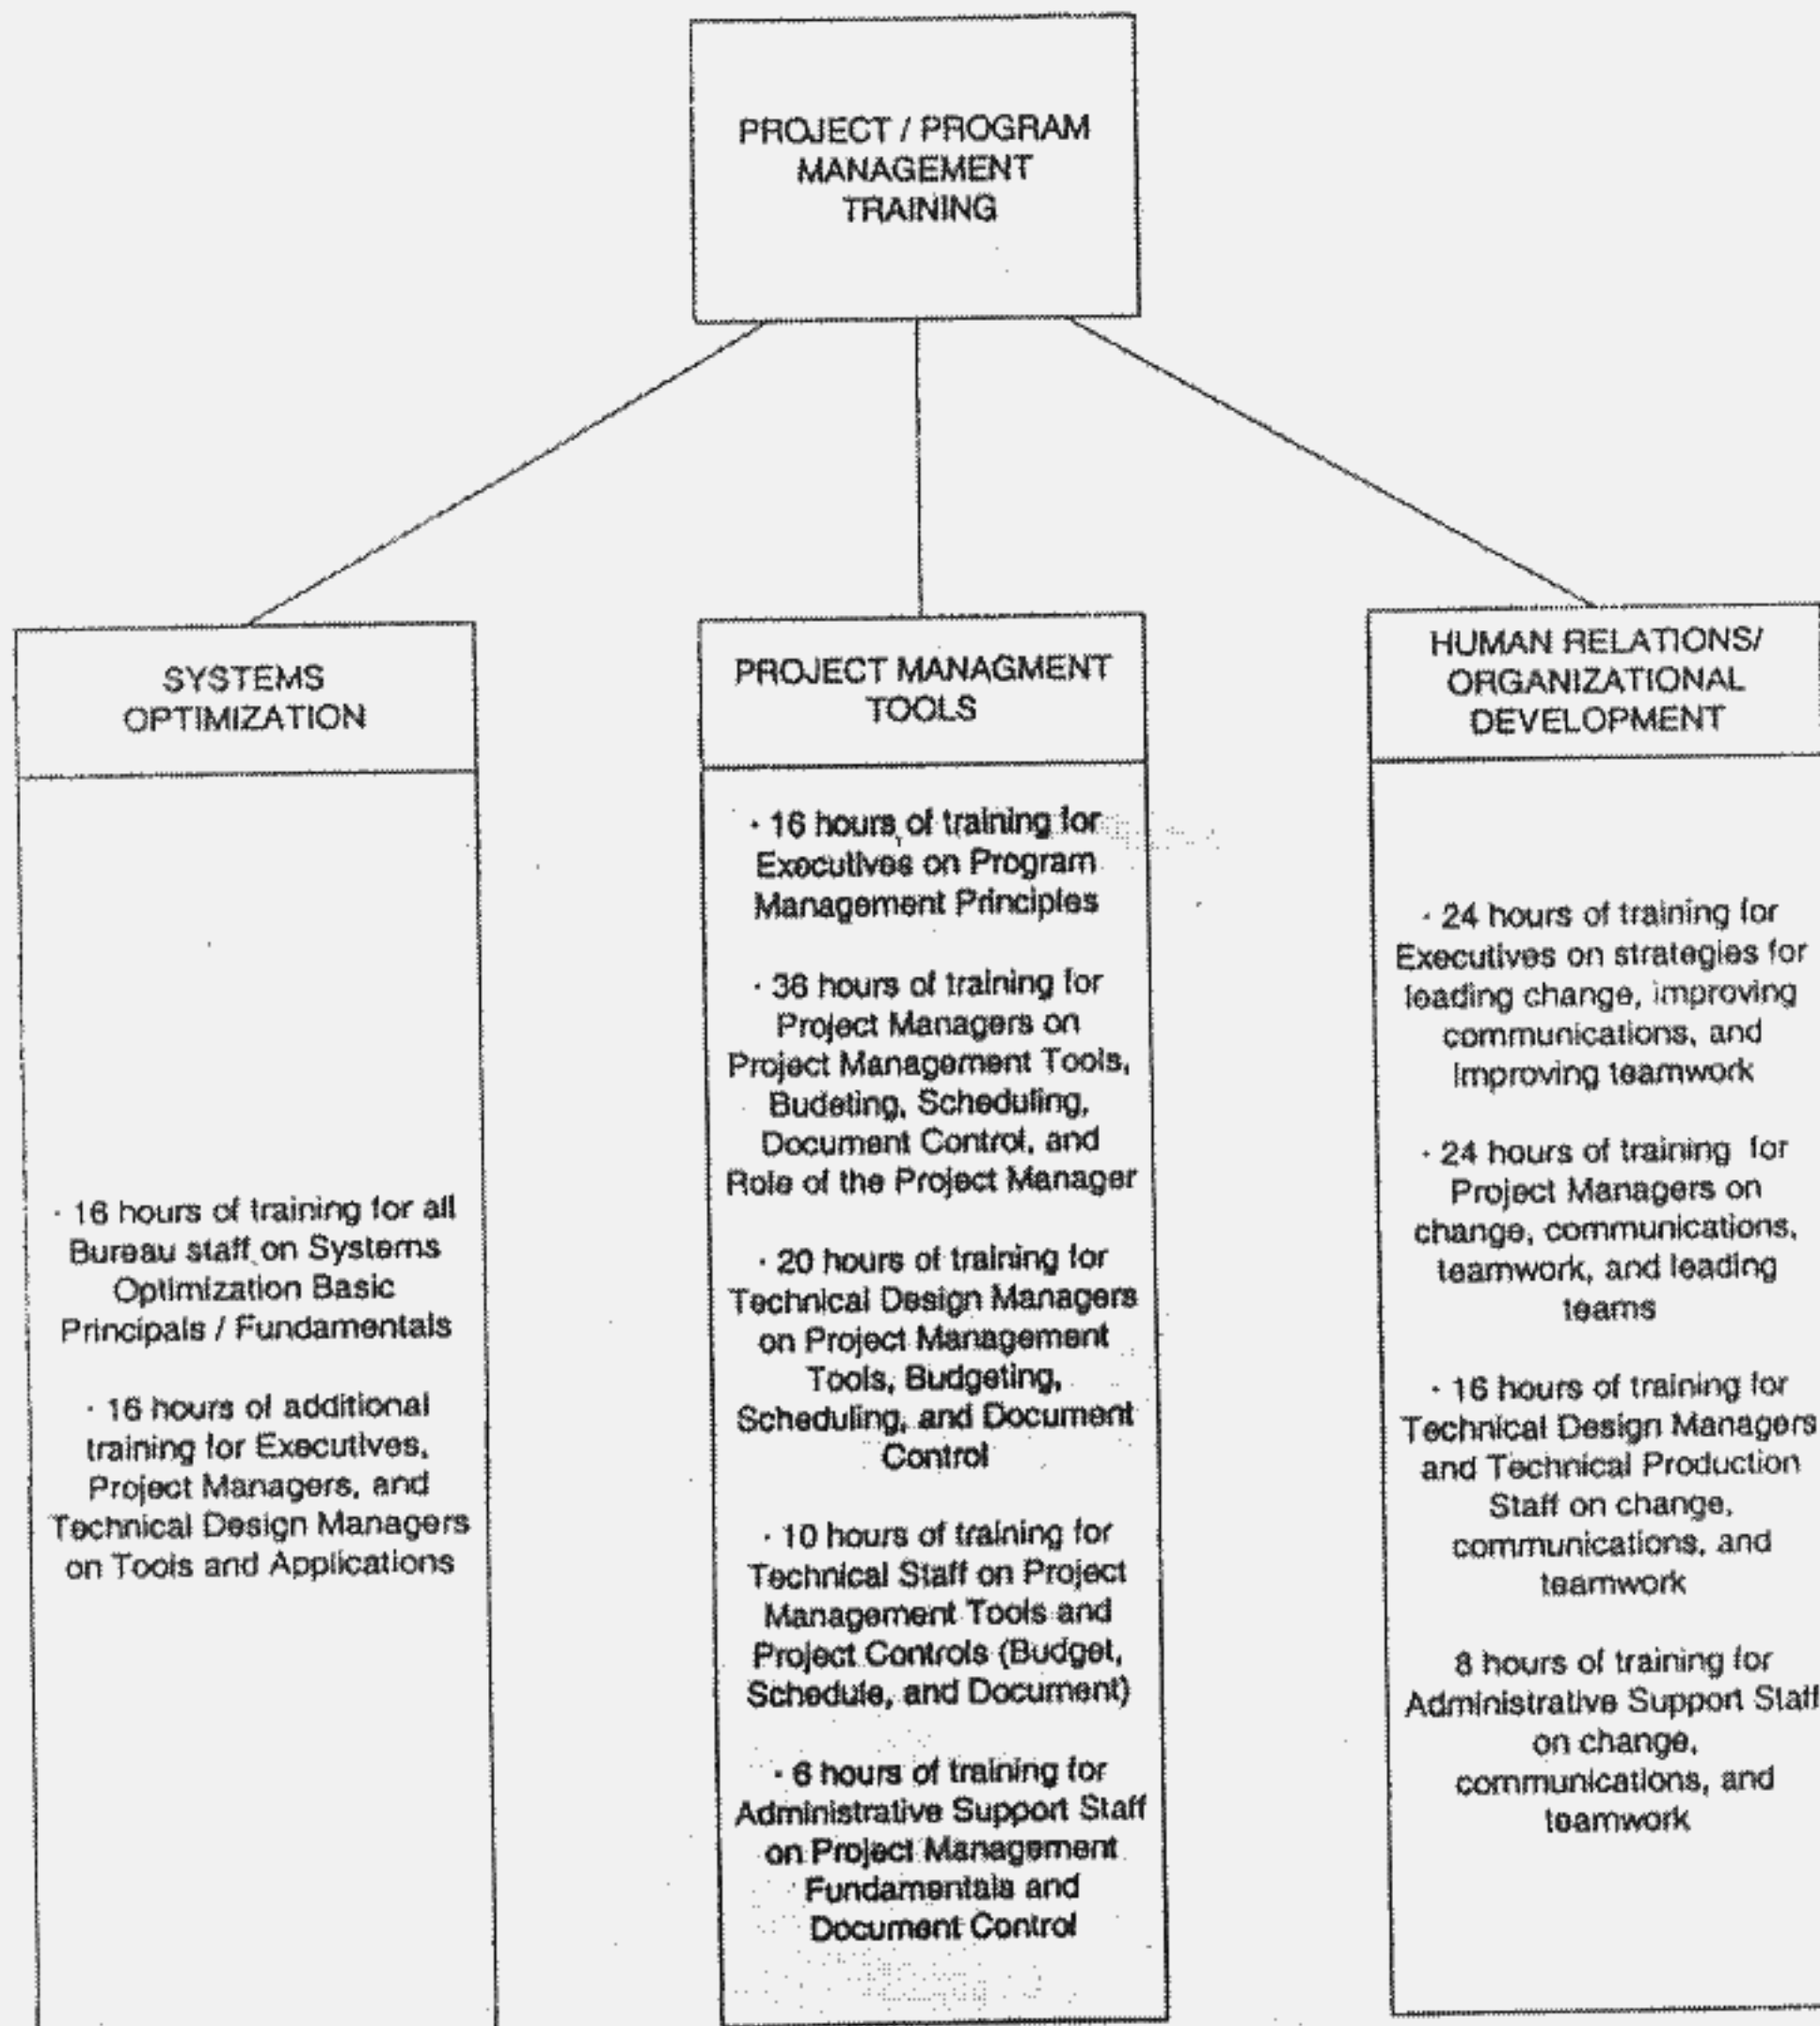 PROJECT / PROGRAM
MANAGEMENT
TRAINING
SYSTEMS
OPTIMIZATION
· 16 hours of training for all
Bureau staff on Systems
Optimization Basic
Principals / Fundamentals
· 16 hours of additional
training for Executives,
Project Managers, and
Technical Design Managers
on Tools and Applications
PROJECT MANAGMENT
TOOLS
· 16 hours of training for
Executives on Program
Management Principles
· 36 hours of training for
Project Managers on
Project Management Tools,
Budeting, Scheduling,
Document Control, and
Role of the Project Manager
· 20 hours of training for
Technical Design Managers
on Project Management
Tools, Budgeting,
Scheduling, and Document
Control
· 10 hours of training for
Technical Staff on Project
Management Tools and
Project Controls (Budget,
Schedule, and Document)
· 6 hours of training for
Administrative Support Staff
on Project Management
Fundamentals and
Document Control
HUMAN RELATIONS/
ORGANIZATIONAL
DEVELOPMENT
· 24 hours of training for
Executives on strategies for
leading change, improving
communications, and
improving teamwork
· 24 hours of training for
Project Managers on
change, communications,
teamwork, and leading
teams
· 16 hours of training for
Technical Design Managers
and Technical Production
Staff on change,
communications, and
teamwork
8 hours of training for
Administrative Support Staff
on change,
communications, and
teamwork